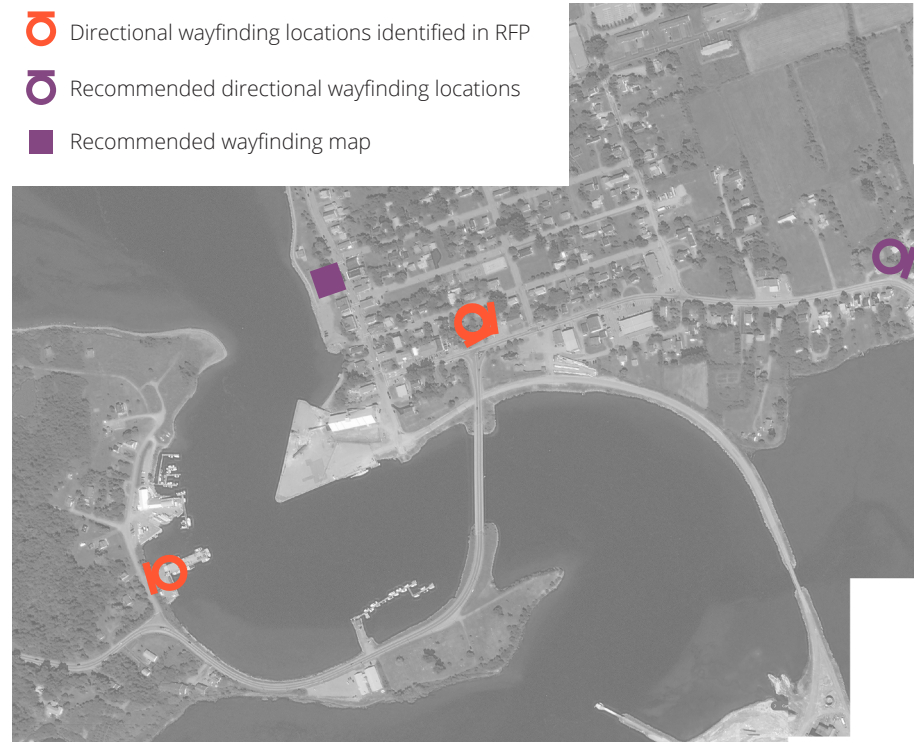 Directional wayfinding locations identified in RFP
Recommended directional wayfinding locations
Recommended wayfinding map